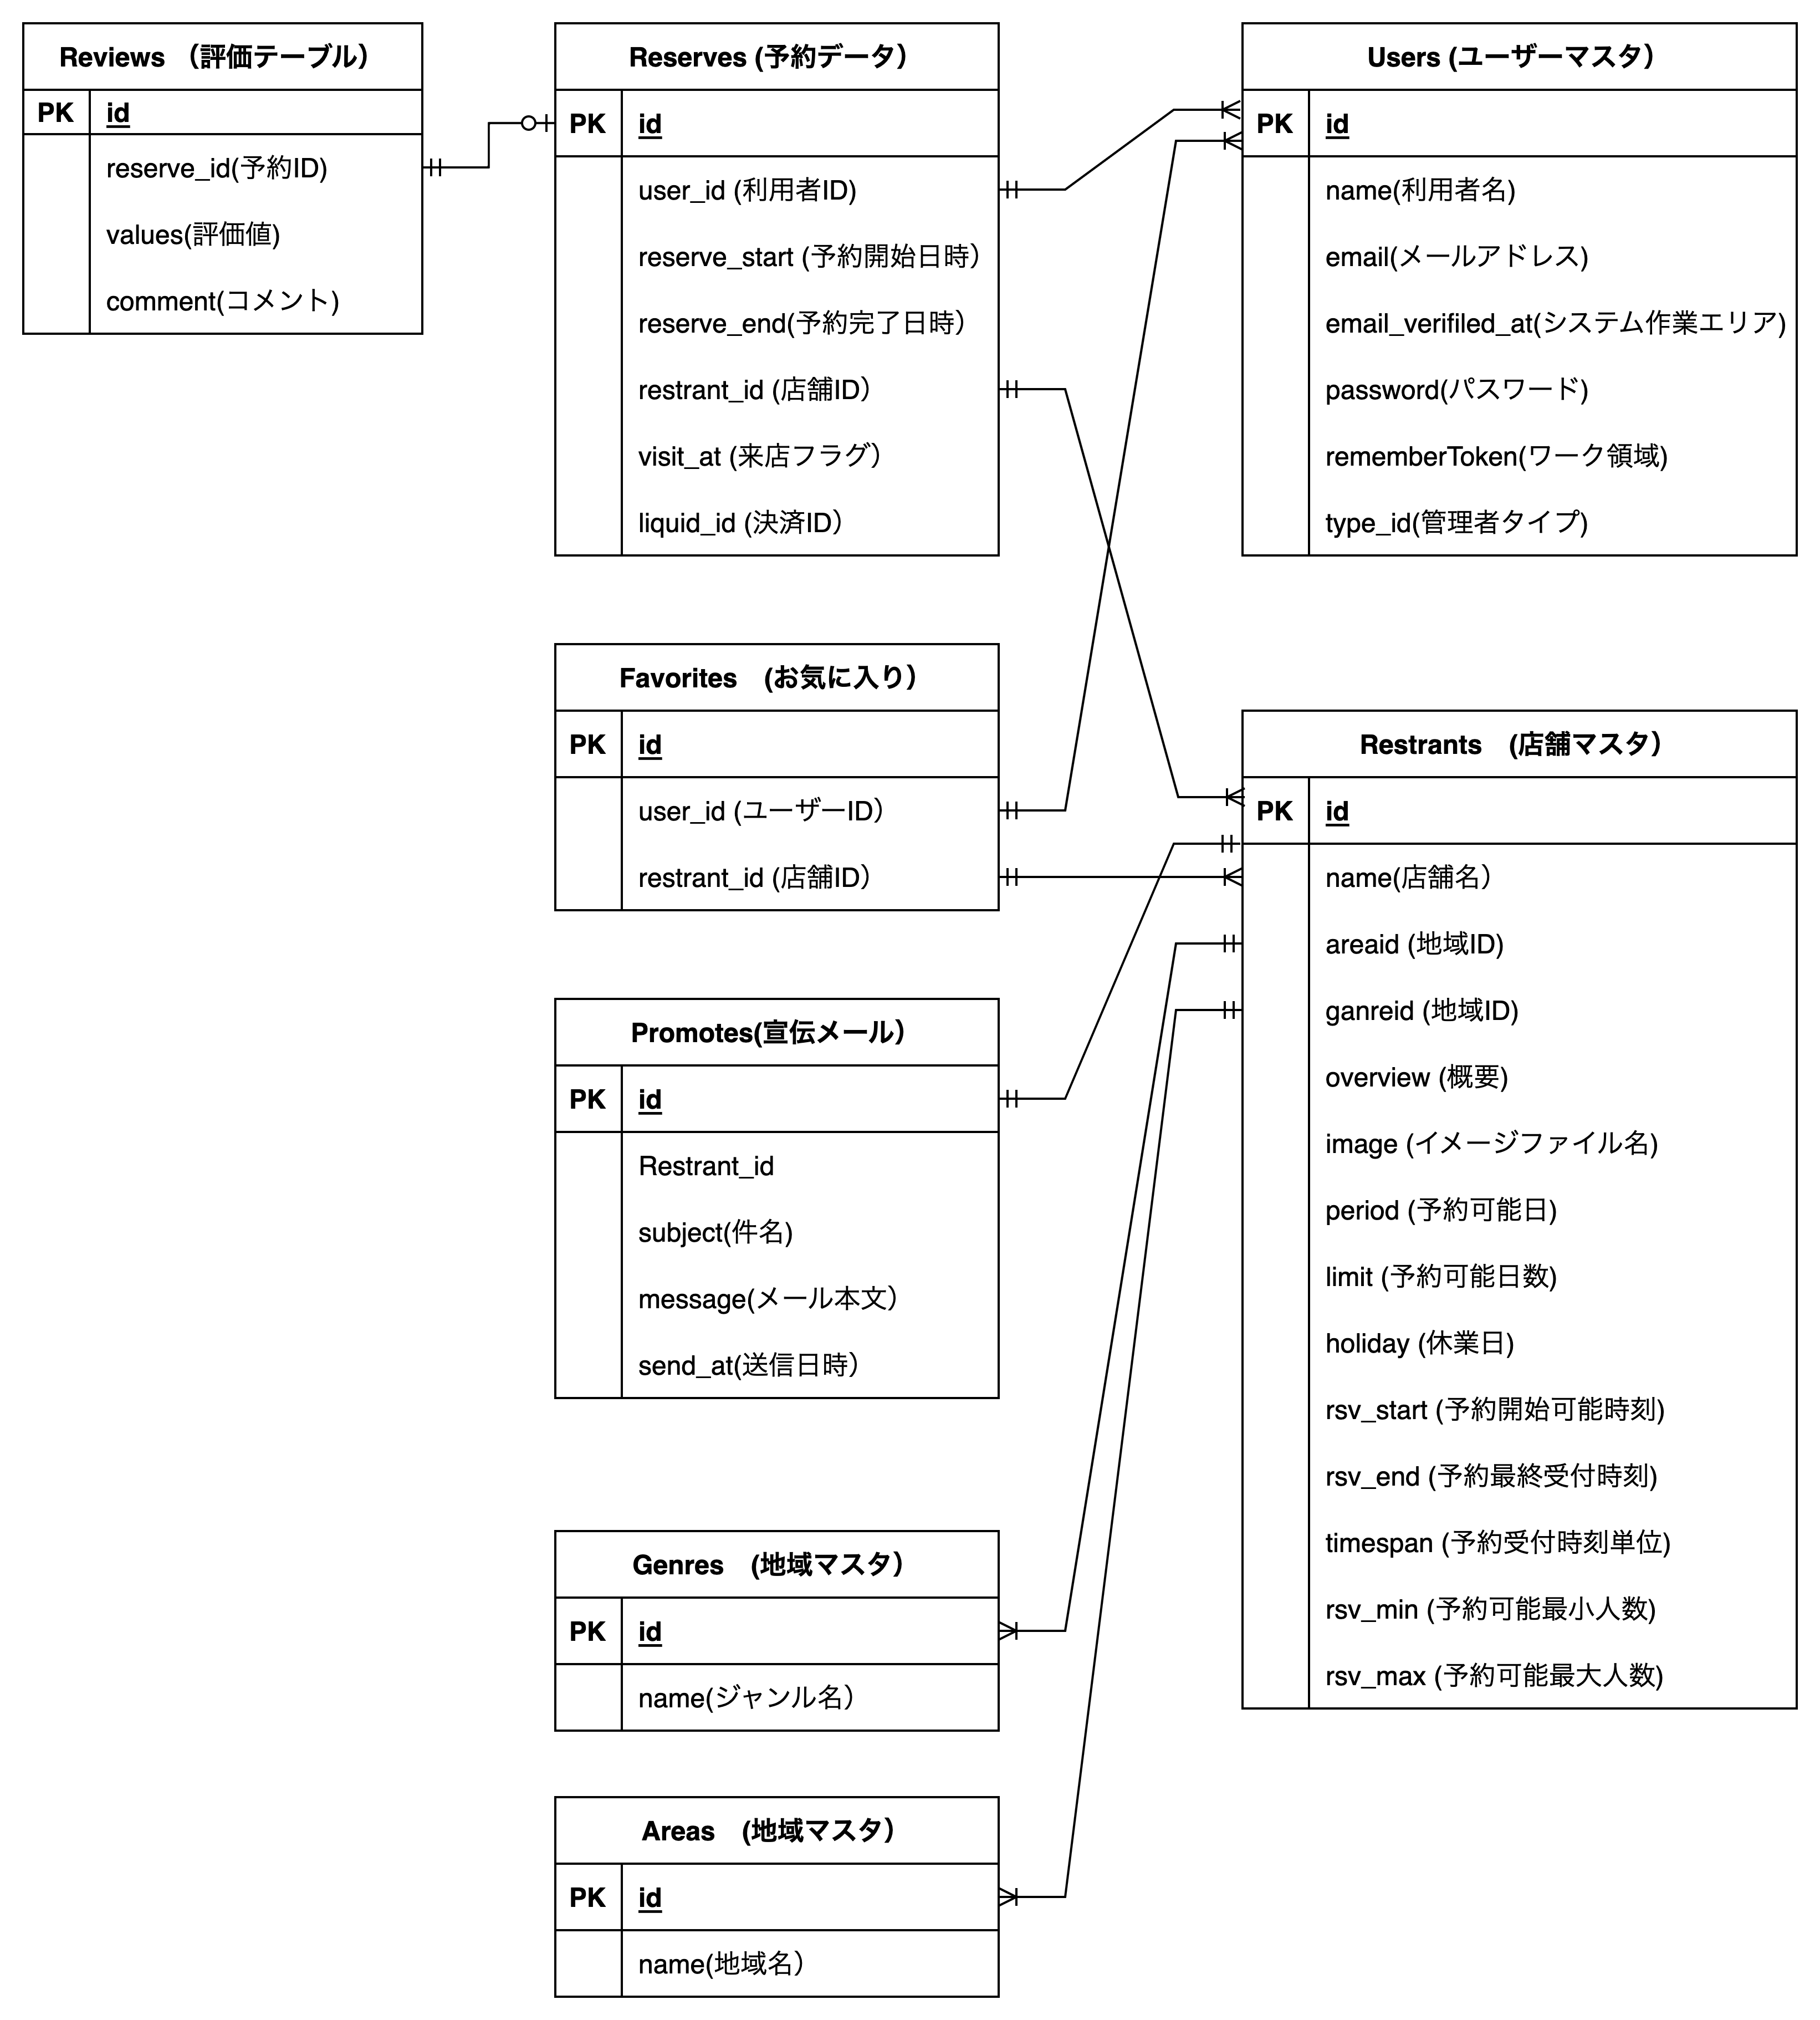 Reviews （評価テーブル）
PK id
reserve_id(予約ID)
values(評価値)
comment(コメント)
Reserves (予約データ）
PK id
user_id (利用者ID)
reserve_start (予約開始日時）
reserve_end(予約完了日時）
restrant_id (店舗ID）
visit_at (来店フラグ）
liquid_id (決済ID）
Users (ユーザーマスタ）
PK id
name(利用者名)
email(メールアドレス)
email_verifiled_at(システム作業エリア)
password(パスワード)
rememberToken(ワーク領域)
type_id(管理者タイプ)
Favorites　(お気に入り）
PK id
user_id (ユーザーID）
restrant_id (店舗ID）
Restrants　(店舗マスタ）
PK id
name(店舗名）
areaid (地域ID)
ganreid (地域ID)
overview (概要)
image (イメージファイル名)
period (予約可能日)
limit (予約可能日数)
holiday (休業日)
rsv_start (予約開始可能時刻)
rsv_end (予約最終受付時刻)
timespan (予約受付時刻単位)
rsv_min (予約可能最小人数)
rsv_max (予約可能最大人数)
Promotes(宣伝メール）
PK id
Restrant_id
subject(件名)
message(メール本文）
send_at(送信日時）
Genres　(地域マスタ）
PK id
name(ジャンル名）
Areas　(地域マスタ）
PK id
name(地域名）